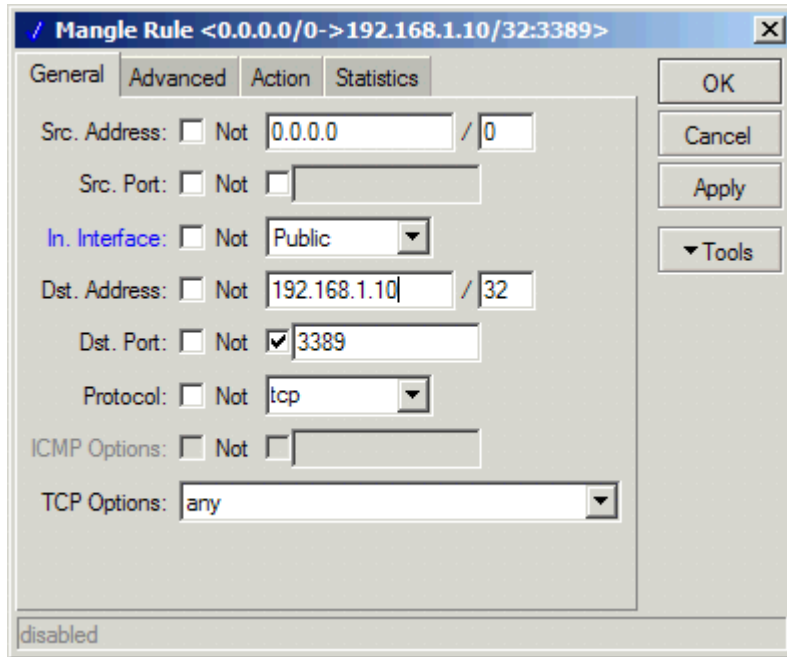 Mangle Rule <0.0.0.0/0->192.168.1.10/32:3389>
General Advanced Action Statistics
OK
Src. Address: Not 0.0.0.0 / 0
Cancel
Src. Port: Not
Apply
In. Interface: Not Public
Tools
Dst. Address: Not 192.168.1.10 / 32
Dst. Port: Not 3389
Protocol: Not tcp
ICMP Options: Not
TCP Options: any
disabled